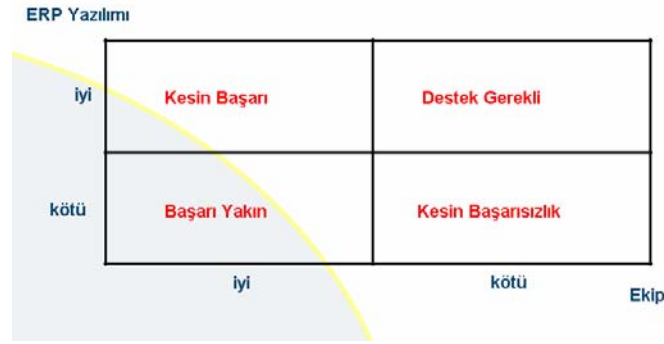 ERP Yazılımı
iyi
Kesin Başarı
Destek Gerekli
kötü
Başarı Yakın
Kesin Başarısızlık
iyi
kötü
Ekip